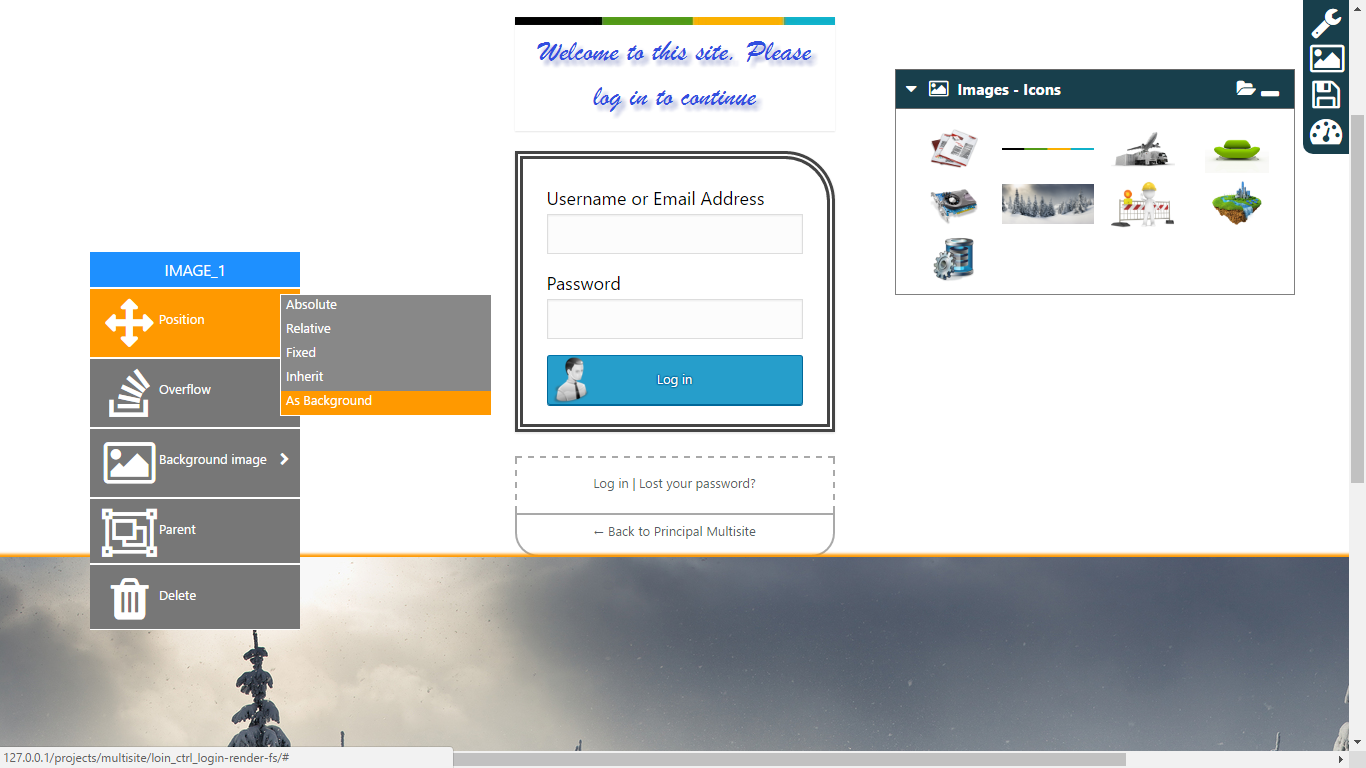 Welcome to this site. Please
log in to continue
Images - Icons
Username or Email Address
Password
Log in
Log in | Lost your password?
← Back to Principal Multisite
IMAGE_1
Position
Absolute
Relative
Fixed
Inherit
As Background
Overflow
Background image
Parent
Delete
127.0.0.1/projects/multisite/loin_ctrl_login-render-fs/#